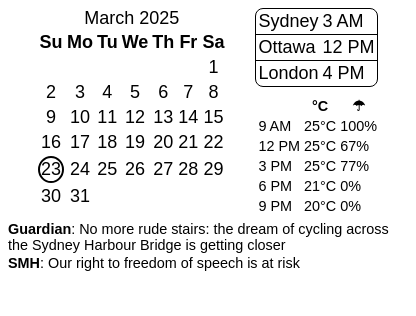 March 2025
Su Mo Tu We Th Fr Sa
1
2 3 4 5 6 7 8
9 10 11 12 13 14 15
16 17 18 19 20 21 22
23 24 25 26 27 28 29
30 31
Sydney 3 AM
Ottawa 12 PM
London 4 PM
°C ☂
9 AM 25°C 100%
12 PM 25°C 67%
3 PM 25°C 77%
6 PM 21°C 0%
9 PM 20°C 0%
Guardian: No more rude stairs: the dream of cycling across
the Sydney Harbour Bridge is getting closer
SMH: Our right to freedom of speech is at risk